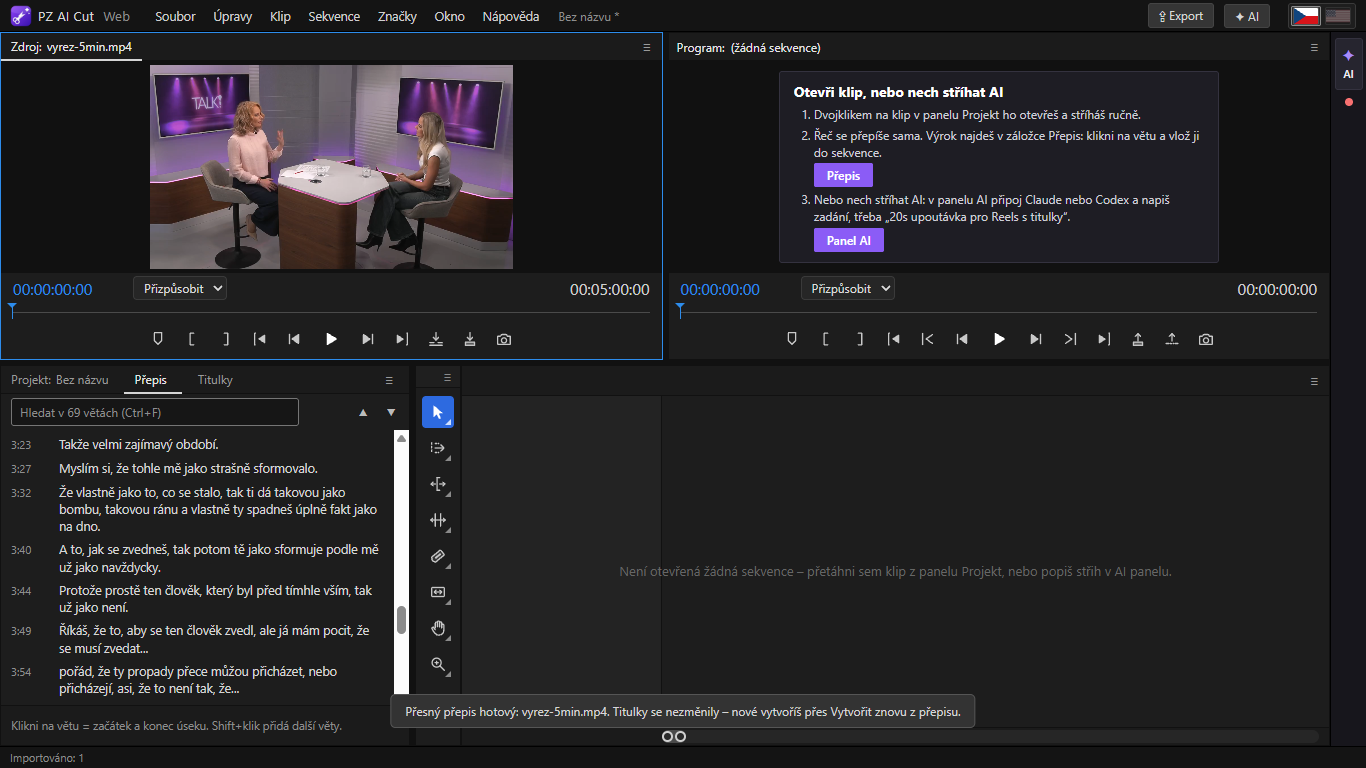 PZ AI Cut Web Soubor Úpravy Klip Sekvence Značky Okno Nápověda Bez názvu * Export AI
Zdroj: vyrez-5min.mp4
TALK?
00:00:00:00 Přizpůsobit 00:05:00:00
Program: (žádná sekvence)
Otevři klip, nebo nech stříhat AI
1. Dvojklikem na klip v panelu Projekt ho otevřeš a stříháš ručně.
2. Řeč se přepíše sama. Výrok najdeš v záložce Přepis: klikni na větu a vlož ji
do sekvence.
Přepis
3. Nebo nech stříhat AI: v panelu AI připoj Claude nebo Codex a napiš
zadání, třeba „20s upoutávka pro Reels s titulky“.
Panel AI
00:00:00:00 Přizpůsobit 00:00:00:00
AI
Projekt: Bez názvu Přepis Titulky
Hledat v 69 větách (Ctrl+F)
3:23 Takže velmi zajímavý období.
3:27 Myslím si, že tohle mě jako strašně sformovalo.
3:32 Že vlastně jako to, co se stalo, tak ti dá takovou jako
bombu, takovou ránu a vlastně ty spadneš úplně fakt jako
na dno.
3:40 A to, jak se zvedneš, tak potom tě jako sformuje podle mě
už jako navždycky.
3:44 Protože prostě ten člověk, který byl před tímhle vším, tak
už jako není.
3:49 Říkáš, že to, aby se ten člověk zvedl, ale já mám pocit, že
se musí zvedat...
3:54 pořád, že ty propady přece můžou přicházet, nebo
přicházejí, asi, že to není tak, že...
Klikni na větu = začátek a konec úseku. Shift+klik přidá další věty.
Není otevřená žádná sekvence – přetáhni sem klip z panelu Projekt, nebo popiš střih v AI panelu.
Přesný přepis hotový: vyrez-5min.mp4. Titulky se nezměnily – nové vytvoříš přes Vytvořit znovu z přepisu.
Importováno: 1